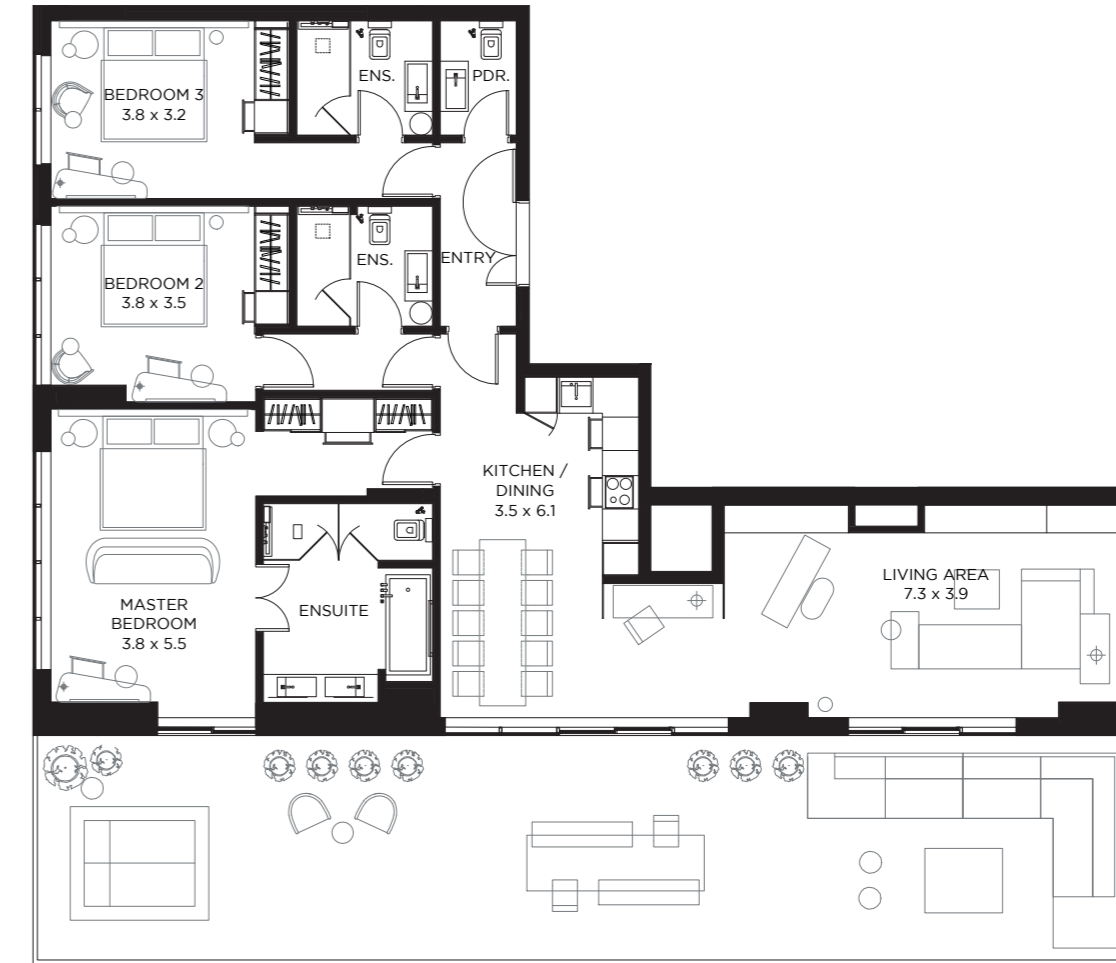 BEDROOM 3
3.8 x 3.2
ENS.
PDR.
BEDROOM 2
3.8 x 3.5
ENS.
ENTRY
KITCHEN /
DINING
3.5 x 6.1
LIVING AREA
7.3 x 3.9
MASTER
BEDROOM
3.8 x 5.5
ENSUITE